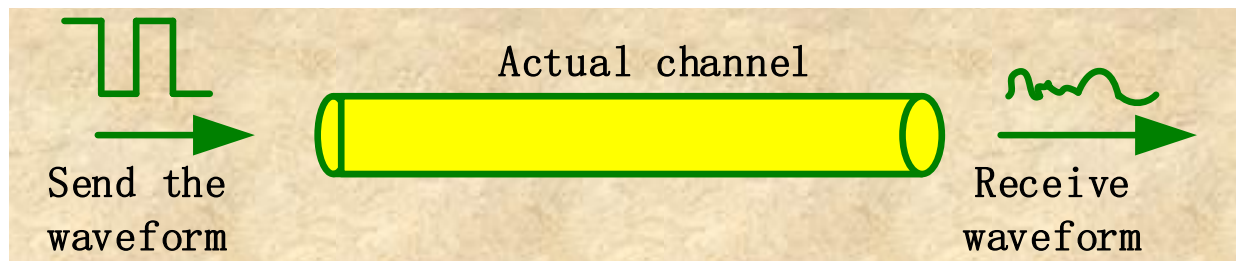 Actual channel
Send the
waveform
Receive
waveform